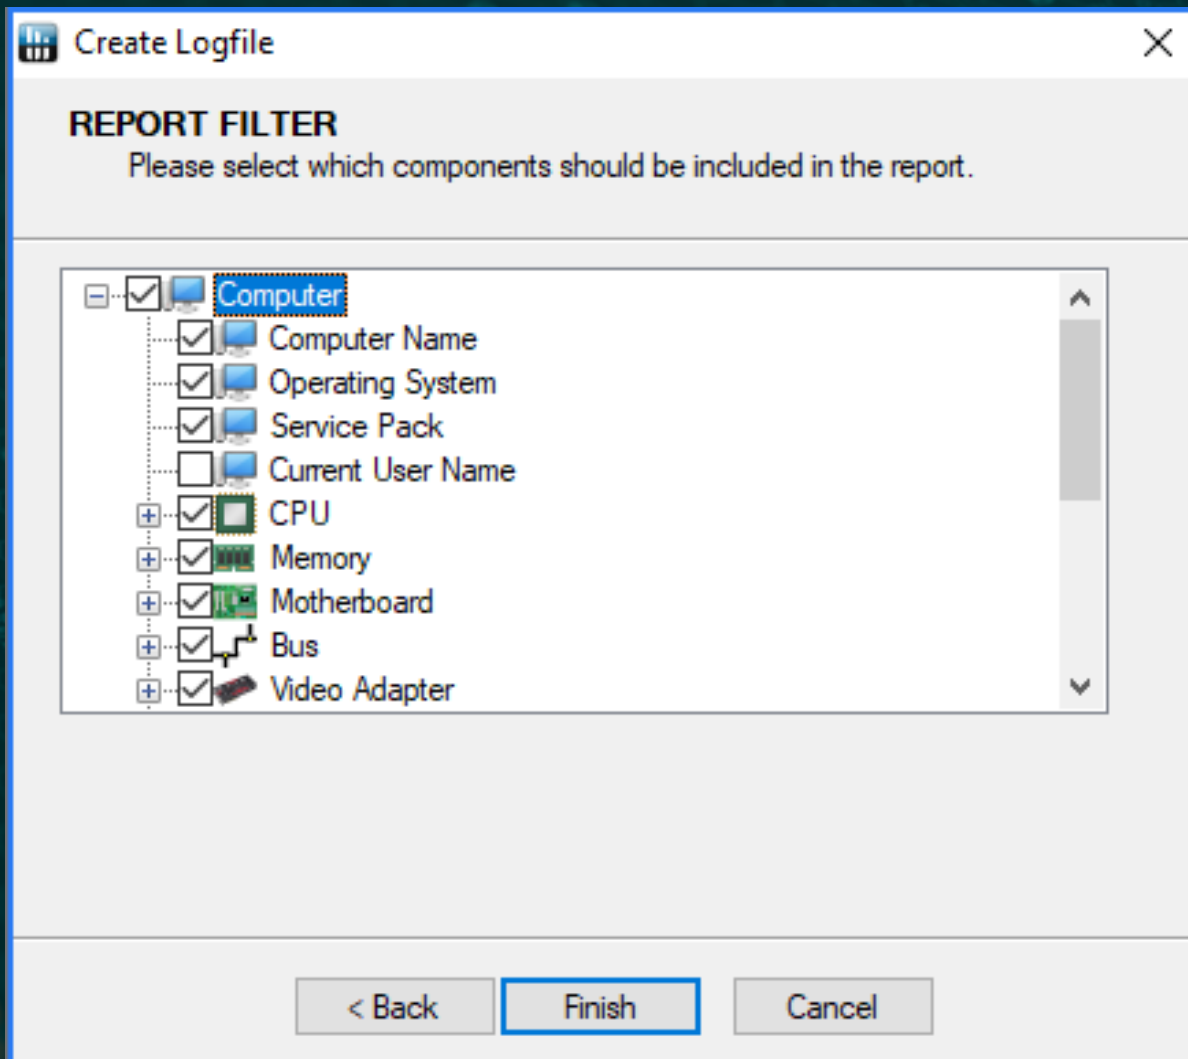 Create Logfile
REPORT FILTER
Please select which components should be included in the report.
Computer
Computer Name
Operating System
Service Pack
Current User Name
CPU
Memory
Motherboard
Bus
Video Adapter
< Back
Finish
Cancel